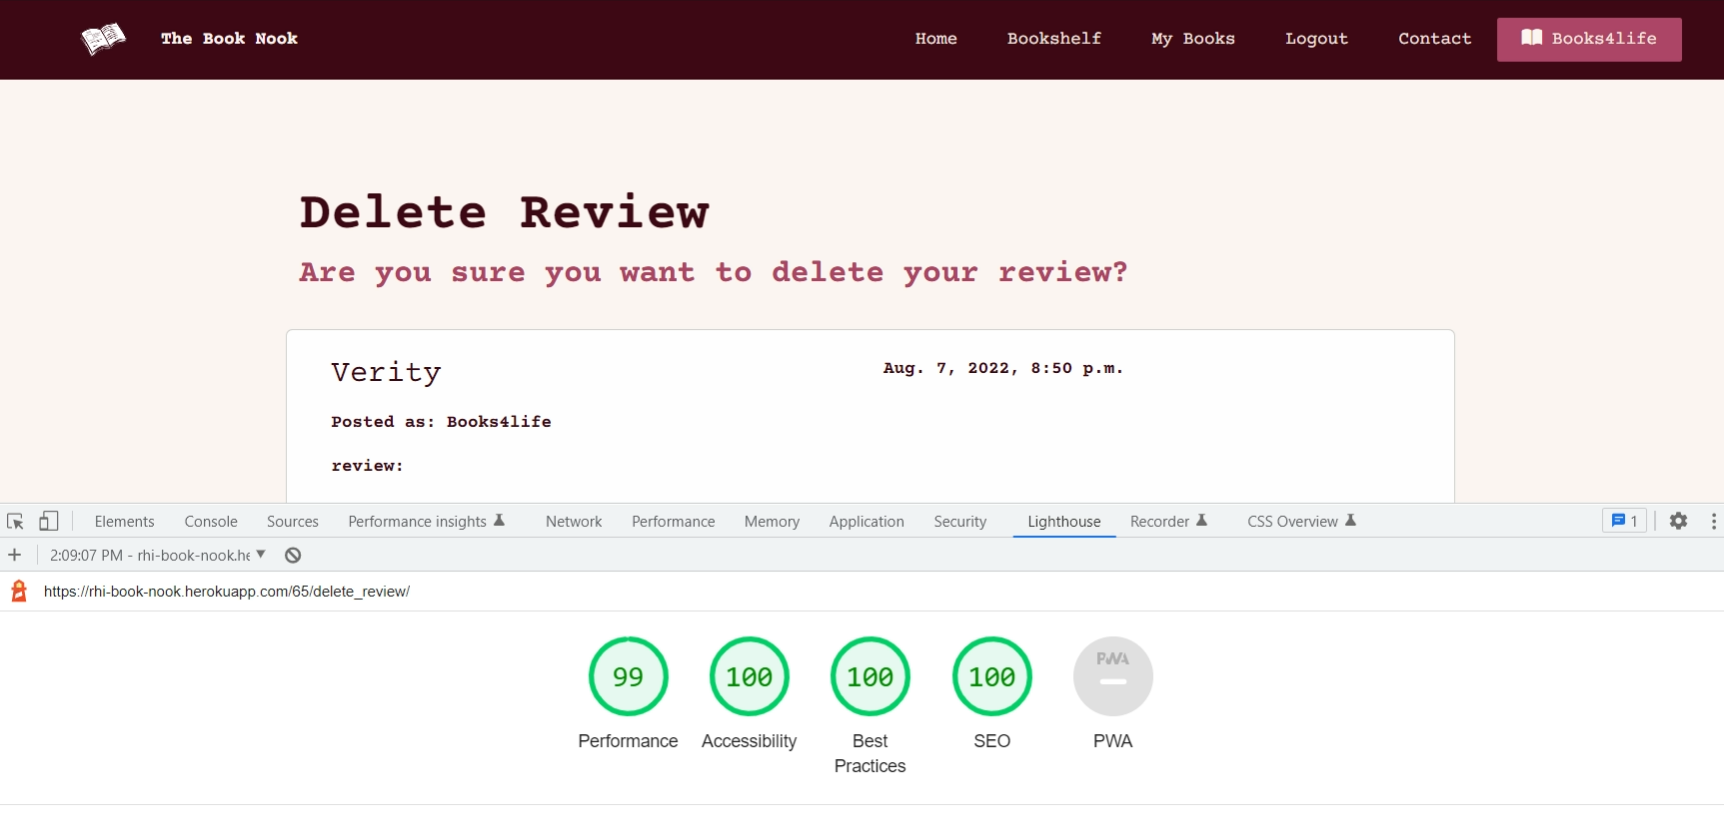 The Book Nook Home Bookshelf My Books Logout Contact Books4life
Delete Review
Are you sure you want to delete your review?
Verity Aug. 7, 2022, 8:50 p.m.
Posted as: Books4life
review:
Elements Console Sources Performance insights Network Performance Memory Application Security Lighthouse Recorder CSS Overview 1
2:09:07 PM - rhi-book-nook.he
https://rhi-book-nook.herokuapp.com/65/delete_review/
99 100 100 100 PWA
Performance Accessibility Best Practices SEO PWA